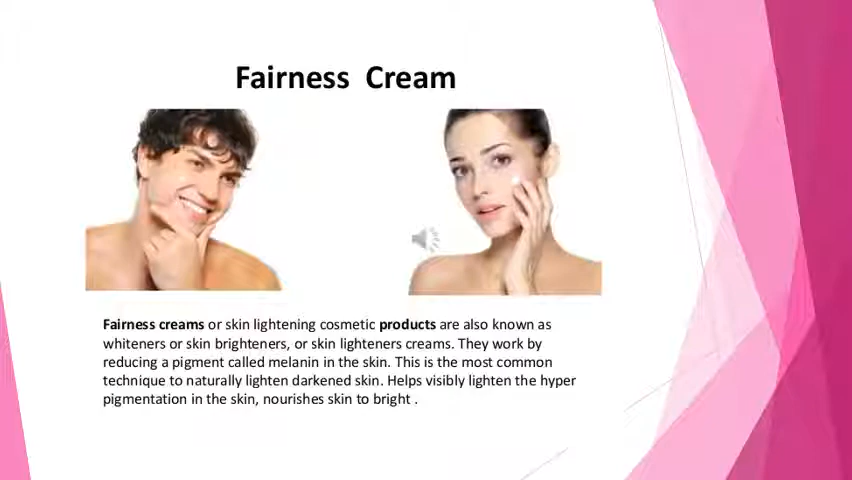 Fairness Cream
Fairness creams or skin lightening cosmetic products are also known as
whiteners or skin brighteners, or skin lighteners creams. They work by
reducing a pigment called melanin in the skin. This is the most common
technique to naturally lighten darkened skin. Helps visibly lighten the hyper
pigmentation in the skin, nourishes skin to bright .